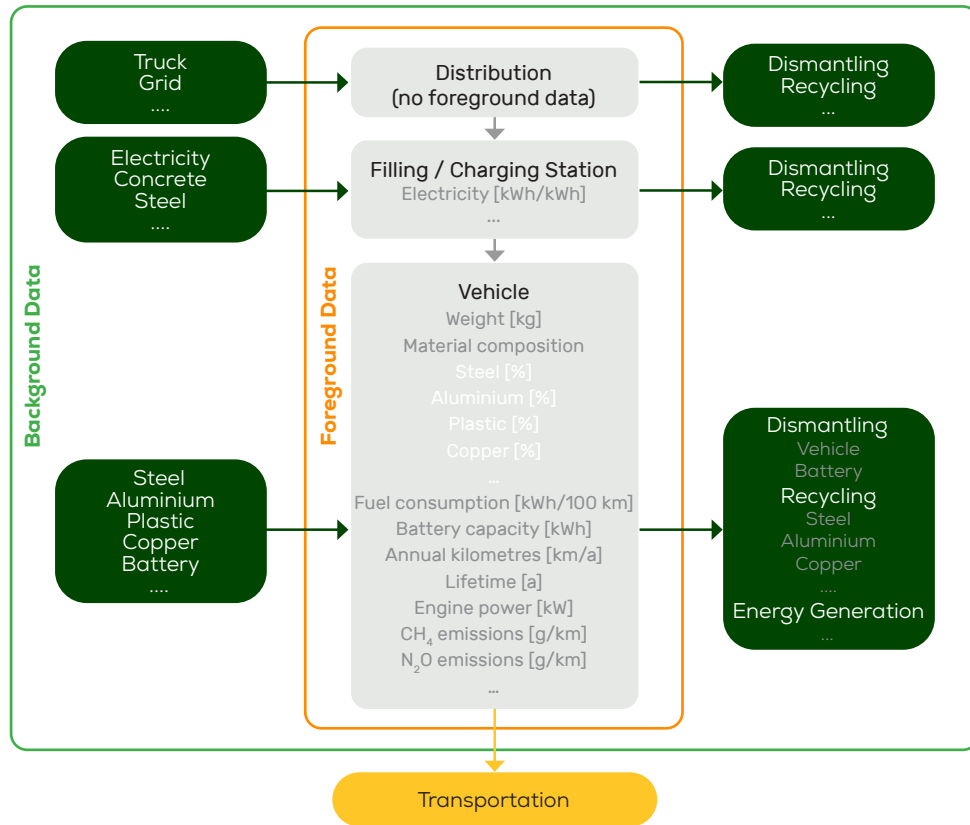 Background Data
Foreground Data
Truck
Grid
....
Distribution
(no foreground data)
Dismantling
Recycling
...
Electricity
Concrete
Steel
....
Filling / Charging Station
Electricity [kWh/kWh]
...
Dismantling
Recycling
...
Steel
Aluminium
Plastic
Copper
Battery
....
Vehicle
Weight [kg]
Material composition
Steel [%]
Aluminium [%]
Plastic [%]
Copper [%]
...
Fuel consumption [kWh/100 km]
Battery capacity [kWh]
Annual kilometres [km/a]
Lifetime [a]
Engine power [kW]
CH₄ emissions [g/km]
N₂O emissions [g/km]
...
Dismantling
Vehicle
Battery
Recycling
Steel
Aluminium
Copper
....
Energy Generation
...
Transportation